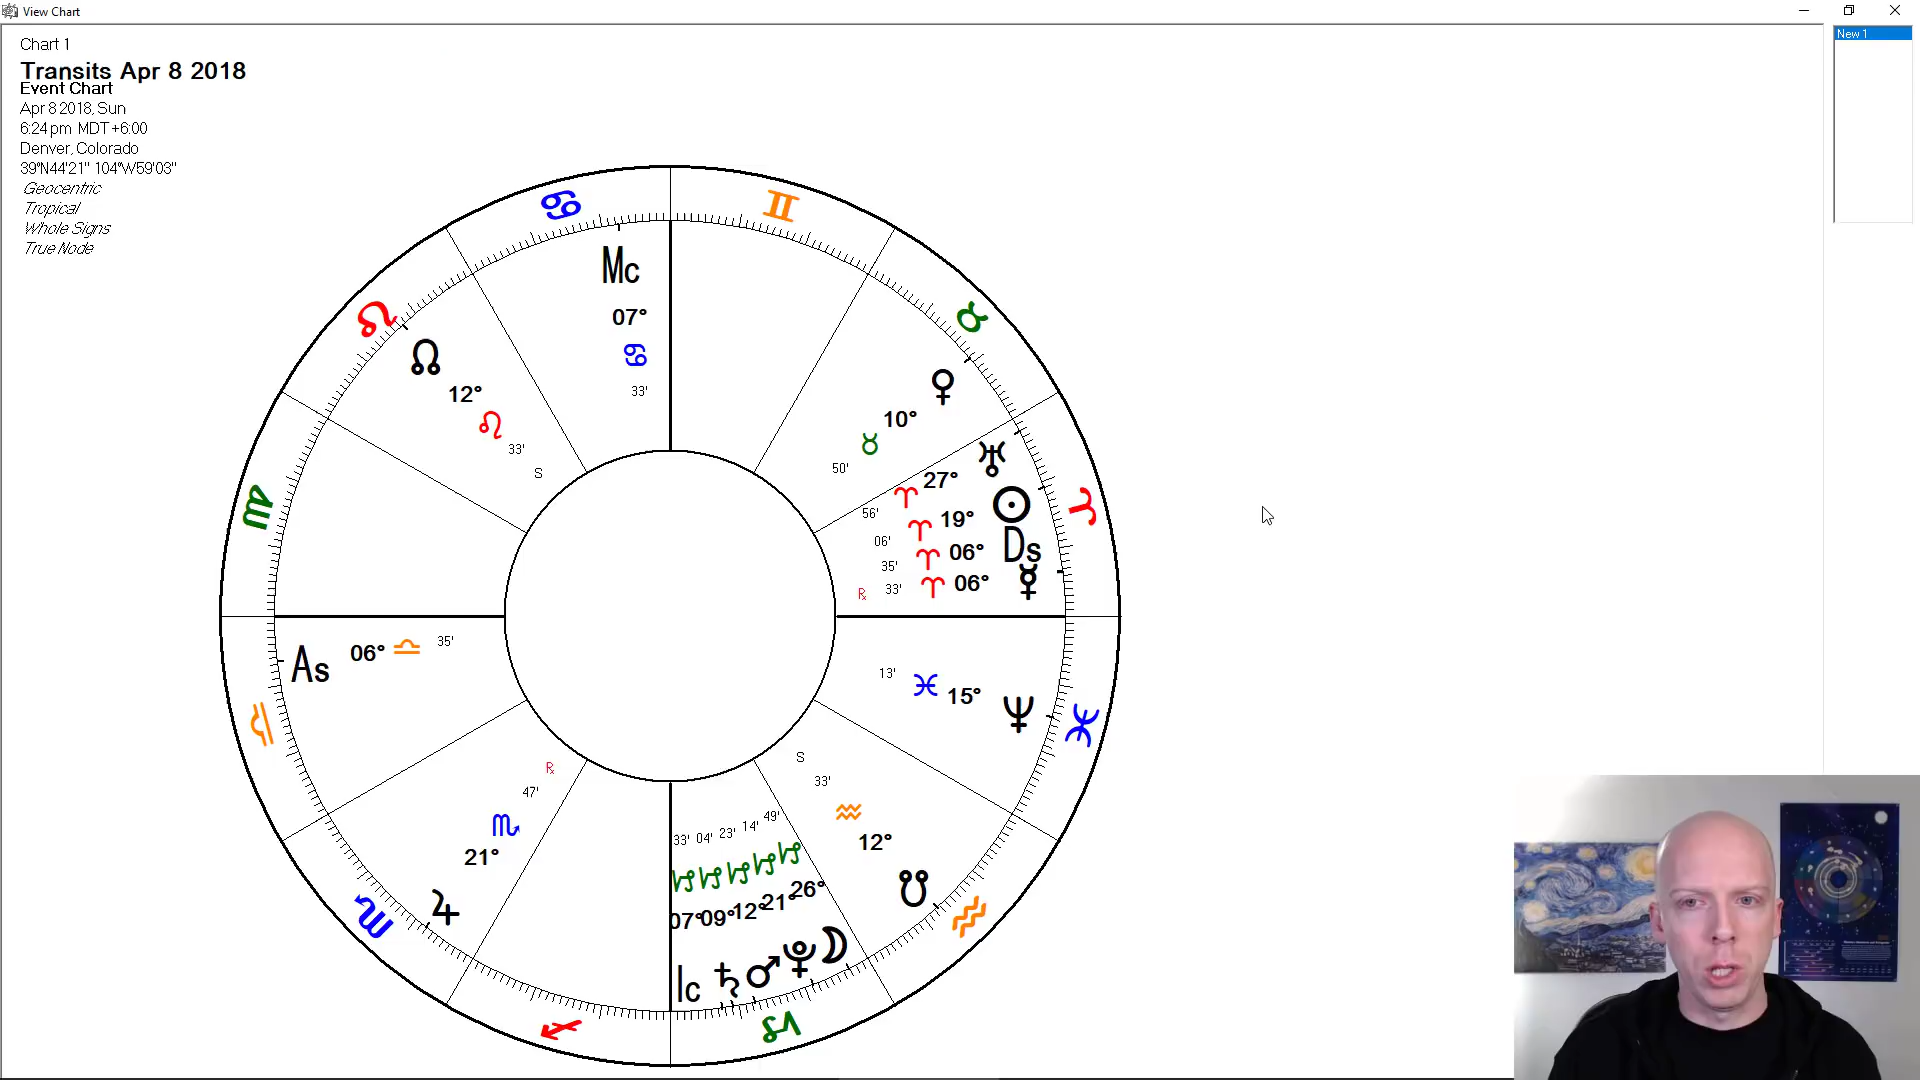 View Chart
New 1
Chart 1
Transits Apr 8 2018
Event Chart
Apr 8 2018, Sun
6:24 pm MDT +6:00
Denver, Colorado
39°N44'21" 104°W59'03"
Geocentric
Tropical
Whole Signs
True Node
♋
♊
♌
♉
♍
♈
♎
♓
♏
♒
♐
♑
Mc
07°
♋
33'
☊
12°
♌
33'
S
♀
10°
♉
50'
♅
27°
♈
56'
☉
19°
♈
06'
Ds
06°
♈
35'
☿
06°
♈
33'
℞
As 06° ♎ 35'
13' ♓ 15° ♆
℞
47'
♏
21°
♃
S
33'
♒
12°
☋
33' 04' 23' 14' 49'
♑ ♑ ♑ ♑ ♑
07° 09° 12° 21° 26°
Ic ♄ ♂ ♇ ☽